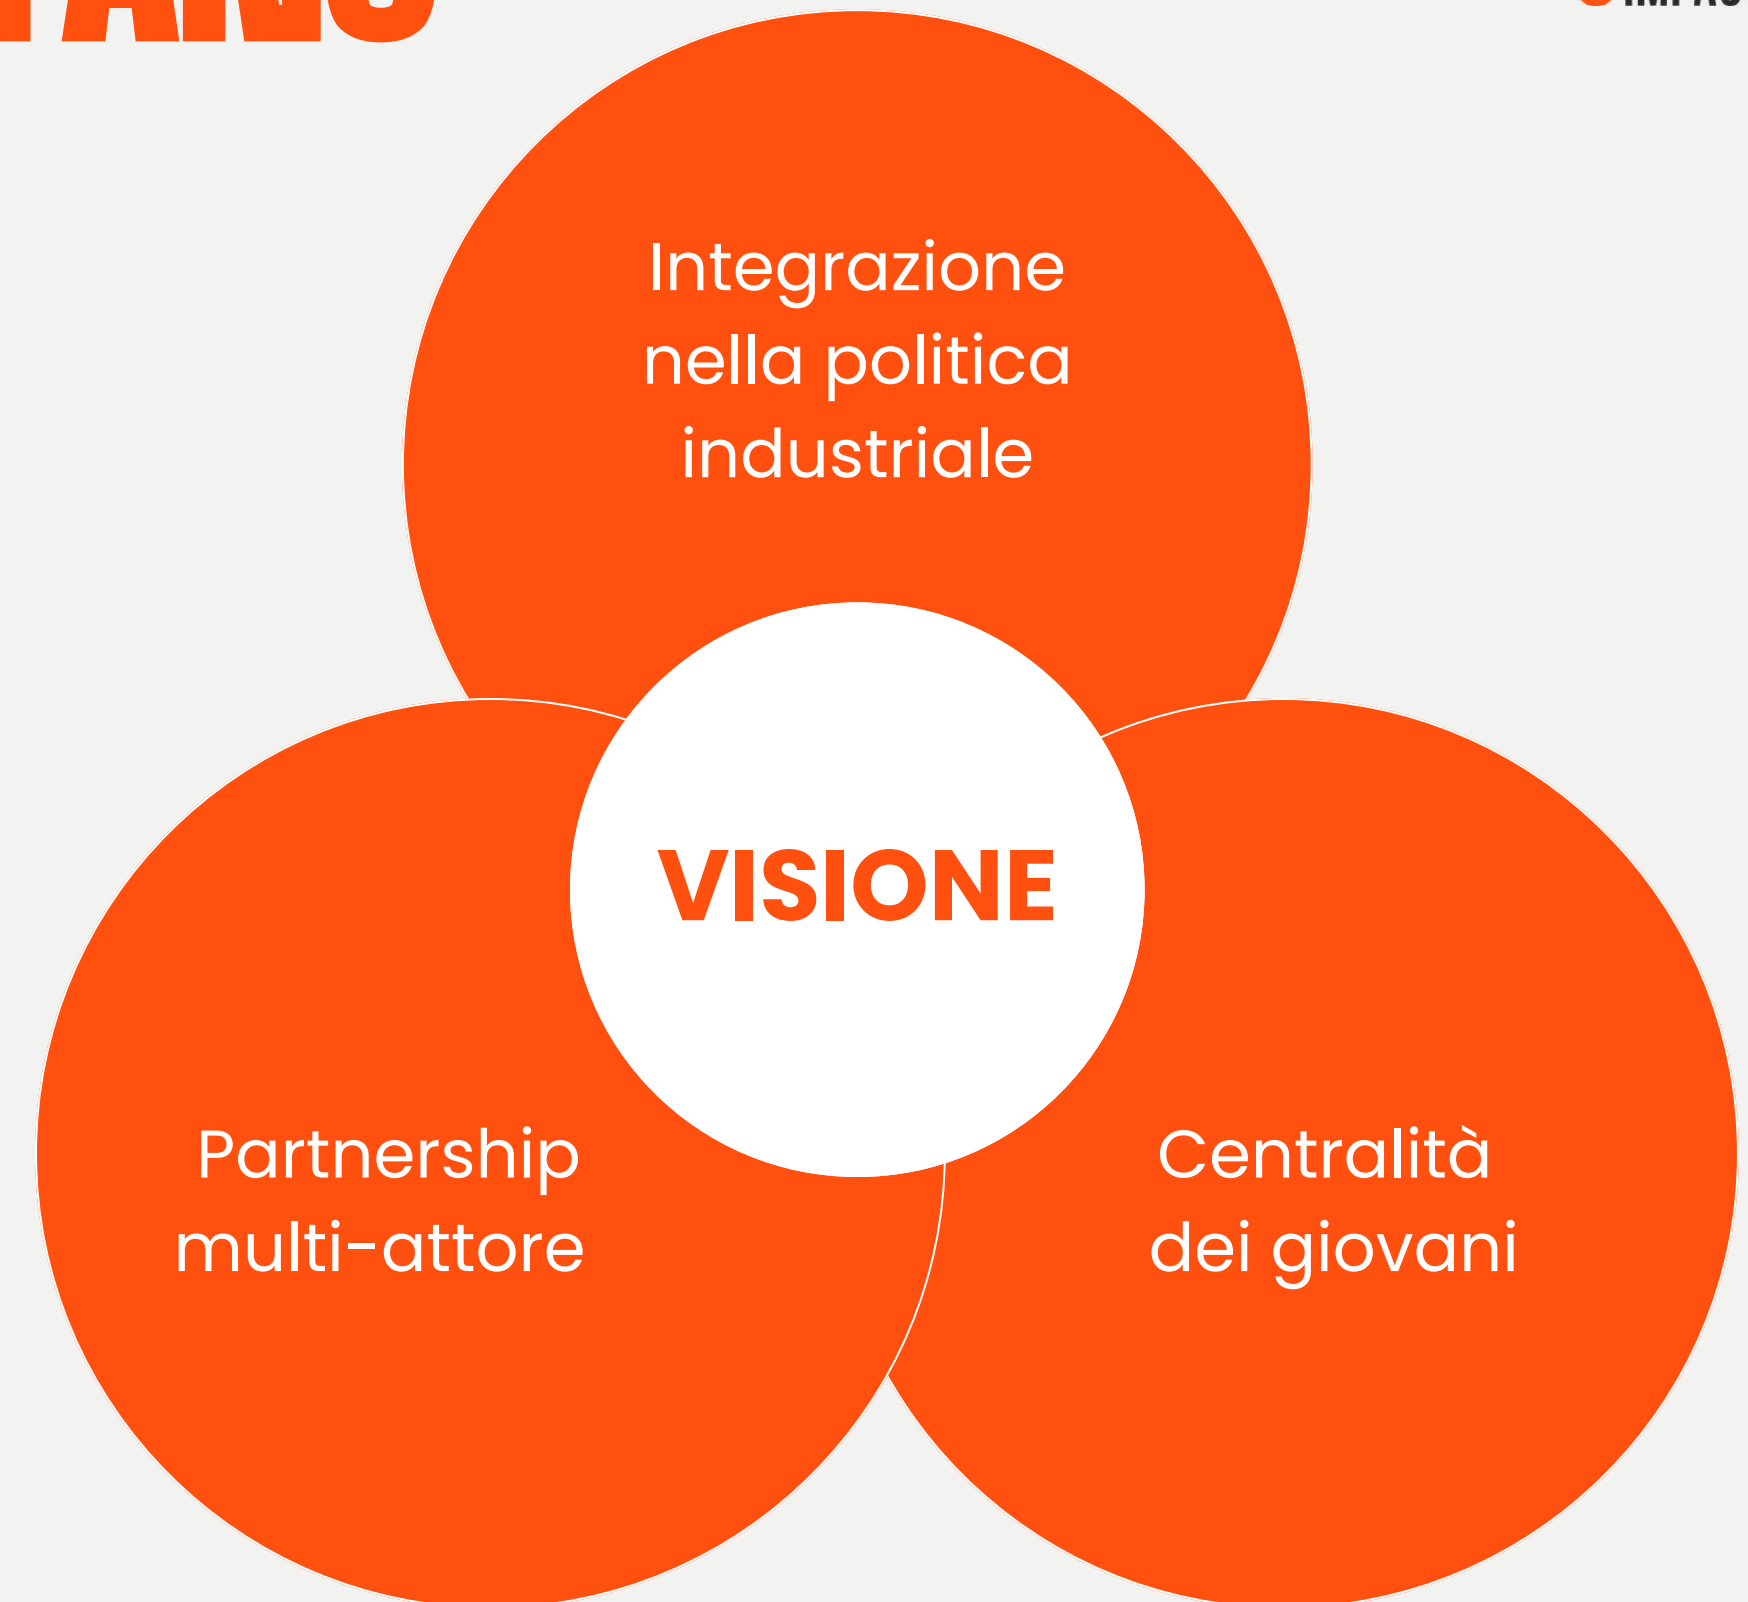 Integrazione
nella politica
industriale
VISIONE
Partnership
multi-attore
Centralità
dei giovani